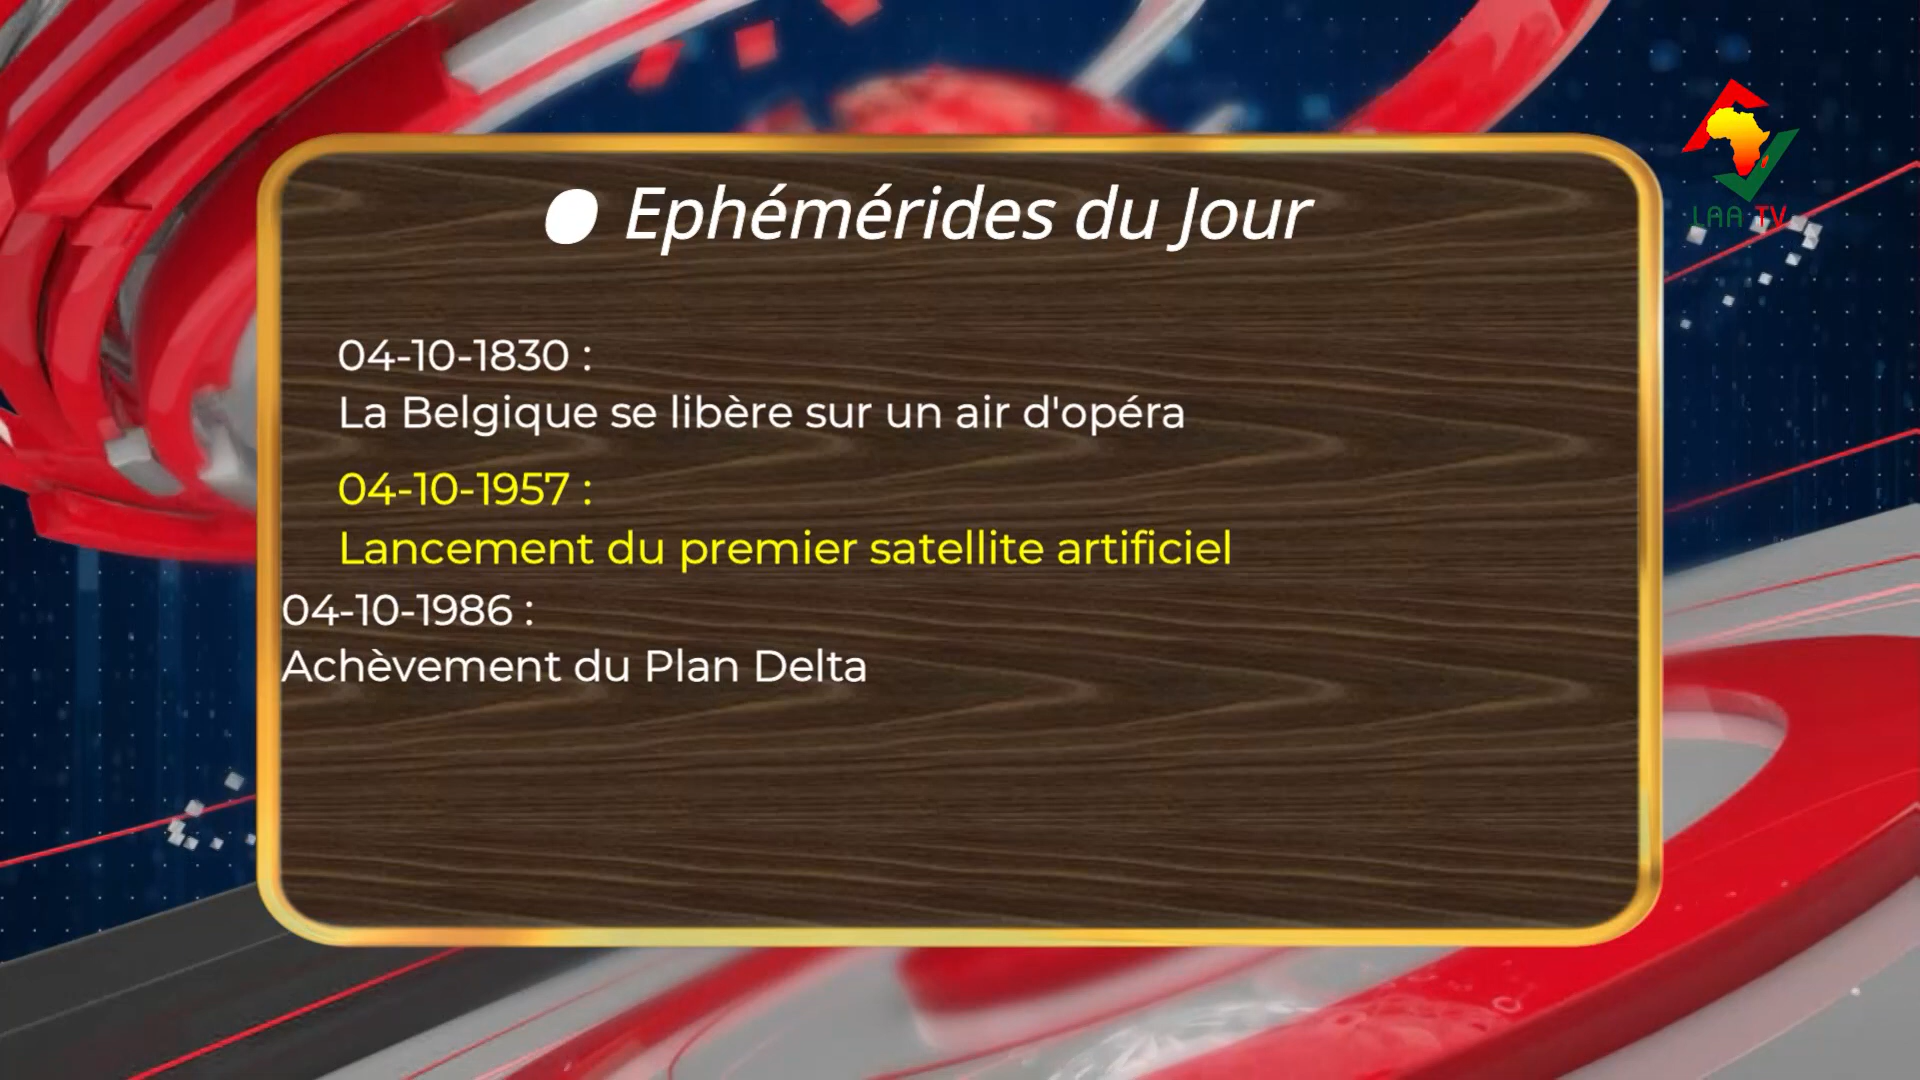 ● Ephémérides du Jour
LAA TV
04-10-1830 :
La Belgique se libère sur un air d'opéra
04-10-1957 :
Lancement du premier satellite artificiel
04-10-1986 :
Achèvement du Plan Delta